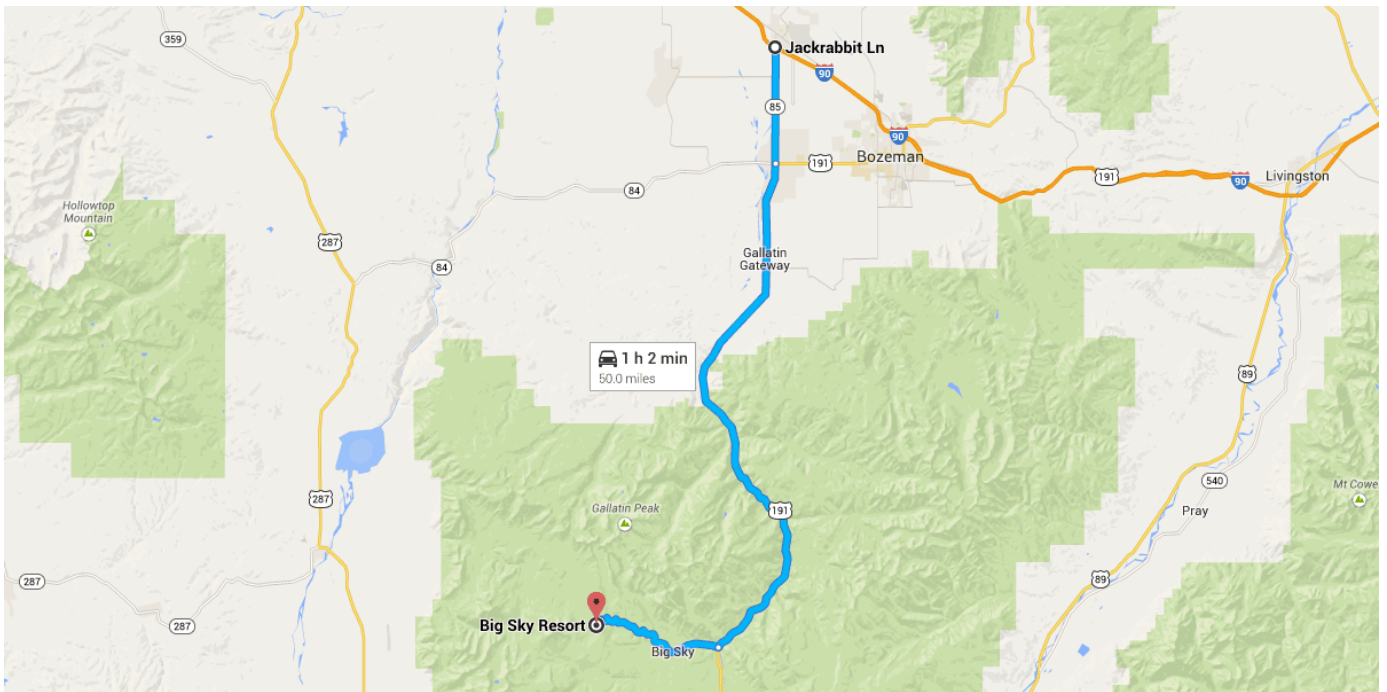 359
Jackrabbit Ln
90
85
90
Bozeman
191
191
90
Livingston
84
84
Hollowtop
Mountain
287
84
Gallatin
Gateway
1 h 2 min
50.0 miles
89
287
540
Mt Cowe
Gallatin Peak
191
Pray
287
89
287
Big Sky Resort
Big Sky